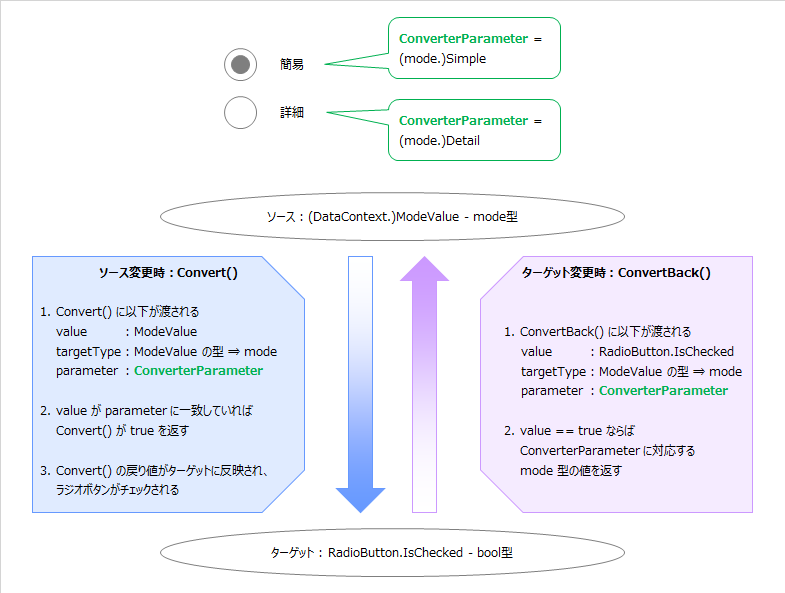 簡易
ConverterParameter =
(mode.)Simple
詳細
ConverterParameter =
(mode.)Detail
ソース : (DataContext.)ModeValue - mode型
ソース変更時 : Convert()
1. Convert() に以下が渡される
value : ModeValue
targetType : ModeValue の型 ⇒ mode
parameter : ConverterParameter
2. value が parameter に一致していれば
Convert() が true を返す
3. Convert() の戻り値がターゲットに反映され、
ラジオボタンがチェックされる
ターゲット変更時 : ConvertBack()
1. ConvertBack() に以下が渡される
value : RadioButton.IsChecked
targetType : ModeValue の型 ⇒ mode
parameter : ConverterParameter
2. value == true ならば
ConverterParameter に対応する
mode 型の値を返す
ターゲット : RadioButton.IsChecked - bool型